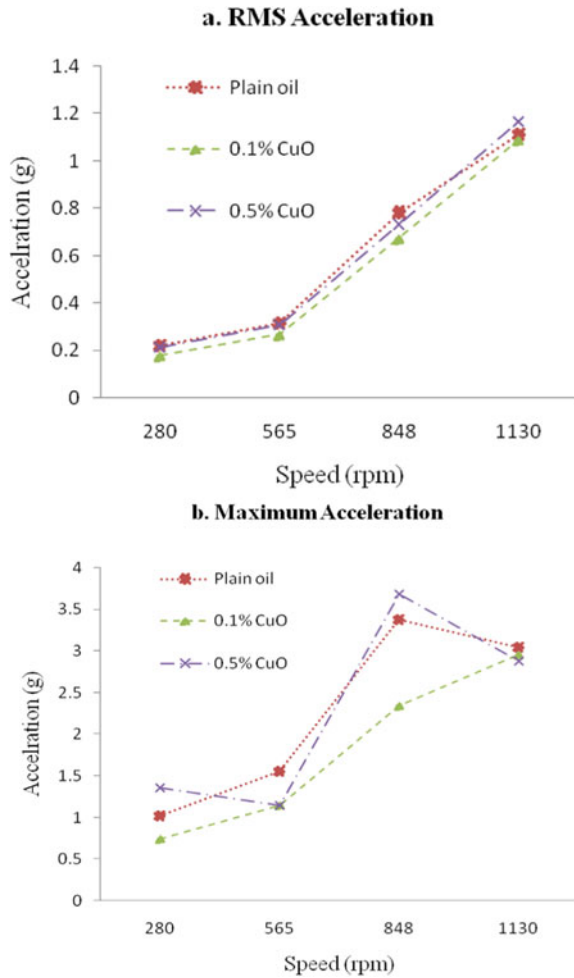 a. RMS Acceleration
1.4
1.2
1
0.8
0.6
0.4
0.2
0
Accelration (g)
Plain oil
0.1% CuO
0.5% CuO
280 565 848 1130
Speed (rpm)
b. Maximum Acceleration
4
3.5
3
2.5
2
1.5
1
0.5
0
Accelration (g)
Plain oil
0.1% CuO
0.5% CuO
280 565 848 1130
Speed (rpm)